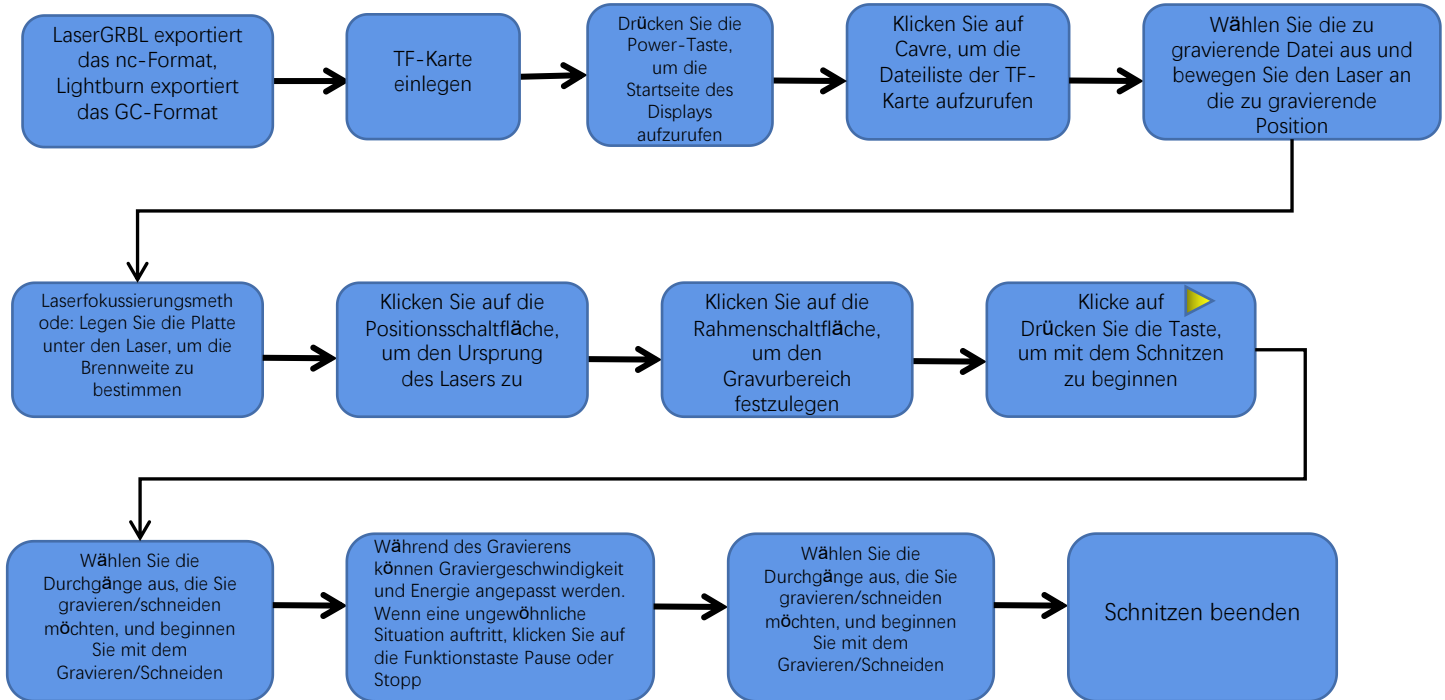 LaserGRBL exportiert
das nc-Format,
Lightburn exportiert
das GC-Format
TF-Karte
einlegen
Drücken Sie die
Power-Taste,
um die
Startseite des
Displays
aufzurufen
Klicken Sie auf
Cavre, um die
Dateiliste der TF-
Karte aufzurufen
Wählen Sie die zu
gravierende Datei aus und
bewegen Sie den Laser an
die zu gravierende
Position
Laserfokussierungsmeth
ode: Legen Sie die Platte
unter den Laser, um die
Brennweite zu
bestimmen
Klicken Sie auf die
Positionsschaltfläche,
um den Ursprung
des Lasers zu
Klicken Sie auf die
Rahmenschaltfläche,
um den
Gravurbereich
festzulegen
Klicke auf
Drücken Sie die Taste,
um mit dem Schnitzen
zu beginnen
Wählen Sie die
Durchgänge aus, die Sie
gravieren/schneiden
möchten, und beginnen
Sie mit dem
Gravieren/Schneiden
Während des Gravierens
können Graviergeschwindigkeit
und Energie angepasst werden.
Wenn eine ungewöhnliche
Situation auftritt, klicken Sie auf
die Funktionstaste Pause oder
Stopp
Wählen Sie die
Durchgänge aus, die Sie
gravieren/schneiden
möchten, und beginnen
Sie mit dem
Gravieren/Schneiden
Schnitzen beenden